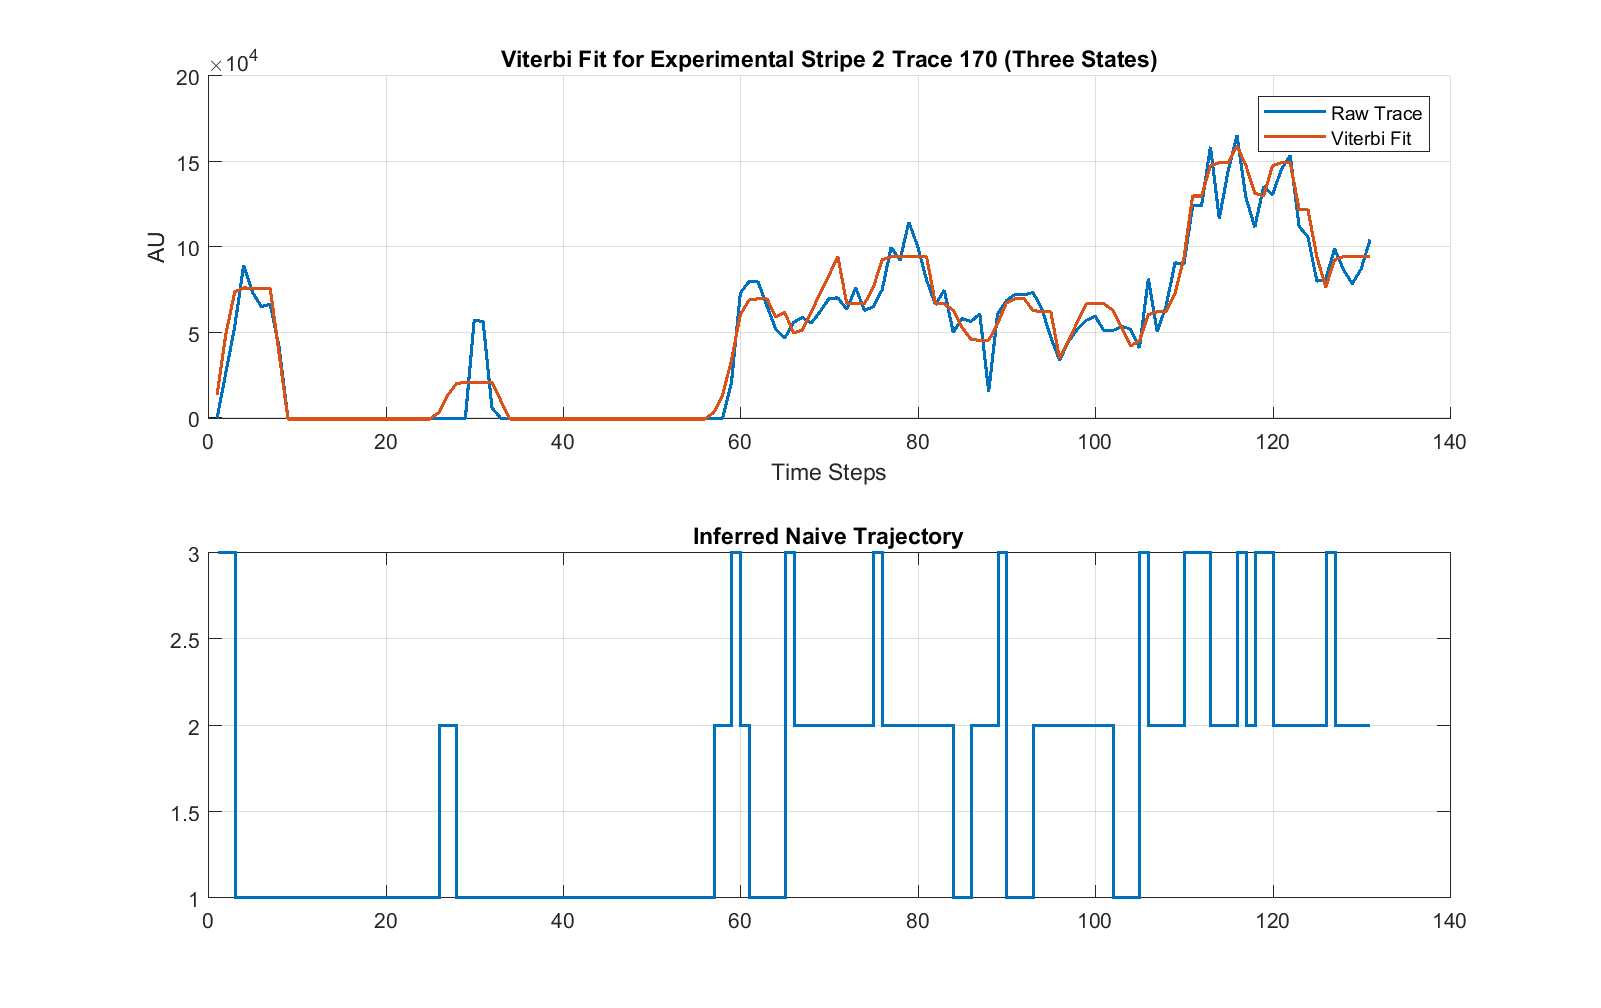 Viterbi Fit for Experimental Stripe 2 Trace 170 (Three States)
×10⁴
20
15
10
5
0
AU
Raw Trace
Viterbi Fit
0 20 40 60 80 100 120 140
Time Steps
Inferred Naive Trajectory
3
2.5
2
1.5
1
0 20 40 60 80 100 120 140